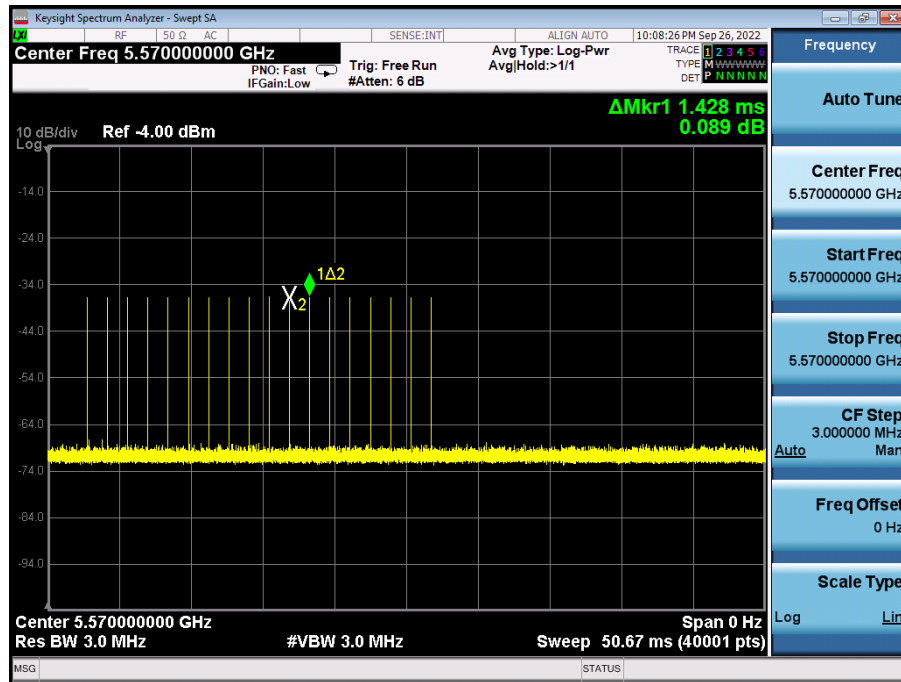 Keysight Spectrum Analyzer - Swept SA
LXI RF 50 Ω AC SENSE:INT ALIGN AUTO 10:08:26 PM Sep 26, 2022
Center Freq 5.570000000 GHz
PNO: Fast
IFGain:Low
Trig: Free Run
#Atten: 6 dB
Avg Type: Log-Pwr
Avg|Hold:>1/1
TRACE 1 2 3 4 5 6
TYPE M WWWWW
DET P N N N N N
ΔMkr1 1.428 ms
0.089 dB
10 dB/div Ref -4.00 dBm
Log
-14.0
-24.0
-34.0
-44.0
-54.0
-64.0
-74.0
-84.0
-94.0
1Δ2
X2
Center 5.570000000 GHz Span 0 Hz
Res BW 3.0 MHz #VBW 3.0 MHz Sweep 50.67 ms (40001 pts)
MSG STATUS
Frequency
Auto Tune
Center Freq
5.570000000 GHz
Start Freq
5.570000000 GHz
Stop Freq
5.570000000 GHz
CF Step
3.000000 MHz
Auto Man
Freq Offset
0 Hz
Scale Type
Log Lin